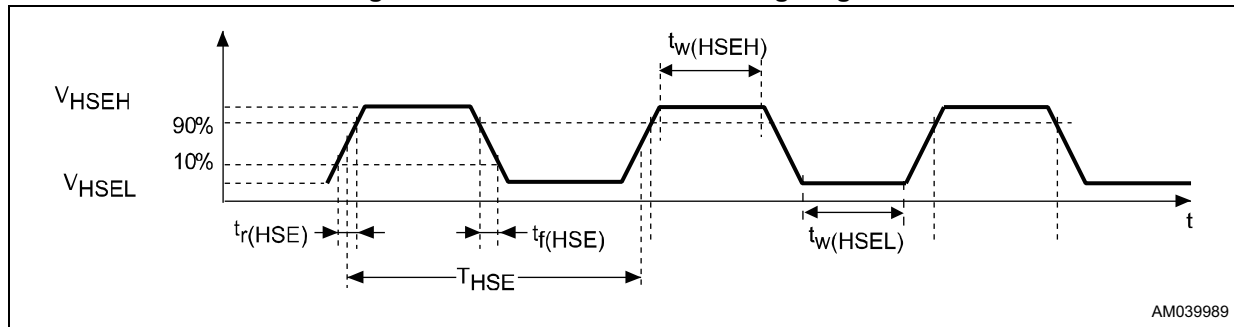 tw(HSEH)
VHSEH
90%
10%
VHSEL
t
tr(HSE)
tf(HSE)
tw(HSEL)
THSE
AM039989